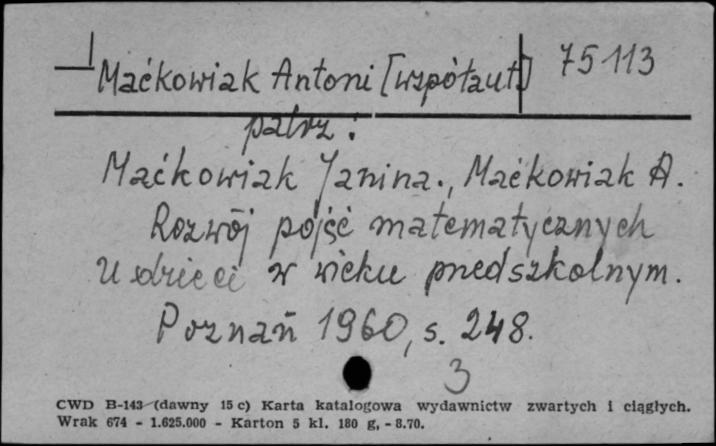 Maćkowiak Antoni [współaut.] 75113
patrz:
Maćkowiak Janina., Maćkowiak A.
Rozwój pojęć matematycznych
u dzieci w wieku przedszkolnym.
Poznań 1960, s. 248.
3
CWD B-143 (dawny 15 c) Karta katalogowa wydawnictw zwartych i ciągłych.
Wrak 674 - 1.625.000 - Karton 5 kl. 180 g, - 8.70.